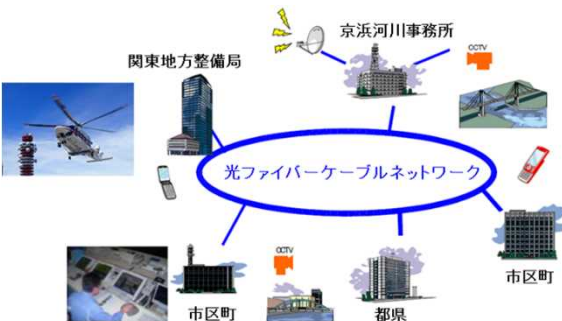 京浜河川事務所
CCTV
関東地方整備局
光ファイバーケーブルネットワーク
CCTV
市区町
市区町
都県